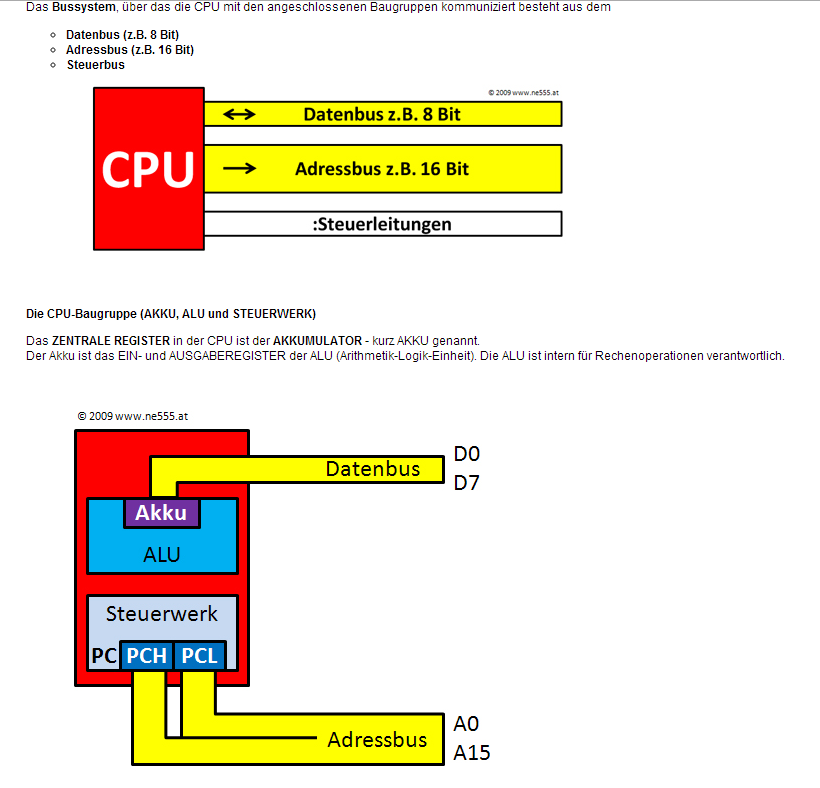 Das Bussystem, über das die CPU mit den angeschlossenen Baugruppen kommuniziert besteht aus dem
Datenbus (z.B. 8 Bit)
Adressbus (z.B. 16 Bit)
Steuerbus
© 2009 www.ne555.at
CPU
Datenbus z.B. 8 Bit
Adressbus z.B. 16 Bit
:Steuerleitungen
Die CPU-Baugruppe (AKKU, ALU und STEUERWERK)
Das ZENTRALE REGISTER in der CPU ist der AKKUMULATOR - kurz AKKU genannt.
Der Akku ist das EIN- und AUSGABEREGISTER der ALU (Arithmetik-Logik-Einheit). Die ALU ist intern für Rechenoperationen verantwortlich.
© 2009 www.ne555.at
Datenbus
D0
D7
Akku
ALU
Steuerwerk
PC PCH PCL
Adressbus
A0
A15